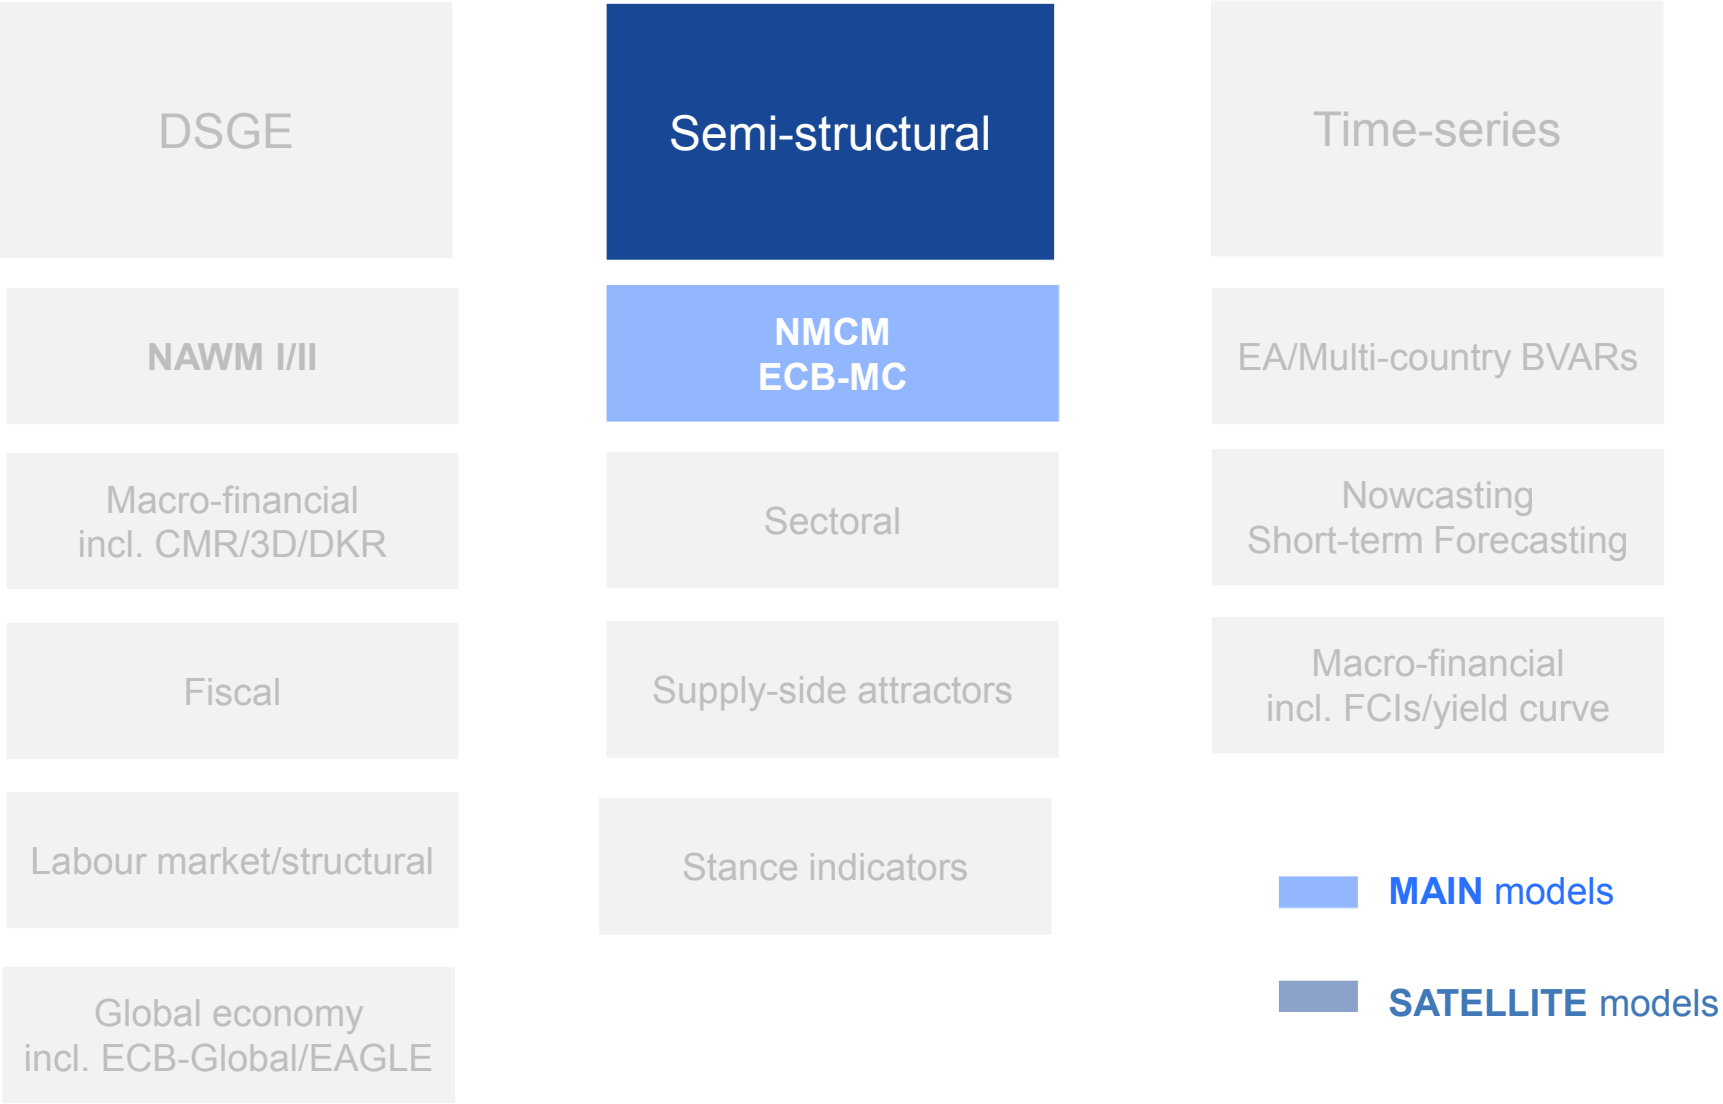 DSGE
NAWM I/II
Macro-financial
incl. CMR/3D/DKR
Fiscal
Labour market/structural
Global economy
incl. ECB-Global/EAGLE
Semi-structural
NMCM
ECB-MC
Sectoral
Supply-side attractors
Stance indicators
Time-series
EA/Multi-country BVARs
Nowcasting
Short-term Forecasting
Macro-financial
incl. FCIs/yield curve
MAIN models
SATELLITE models